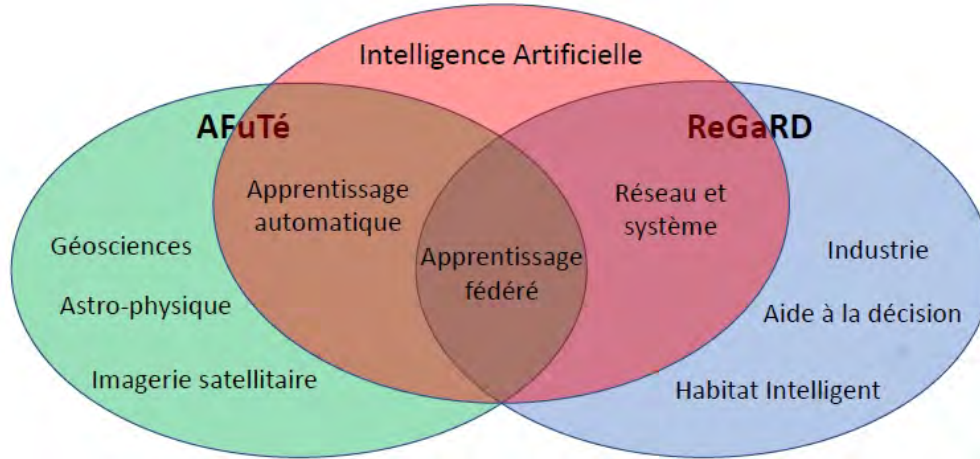 Intelligence Artificielle
AFuTé
ReGaRD
Apprentissage
automatique
Réseau et
système
Géosciences
Apprentissage
fédéré
Industrie
Astro-physique
Aide à la décision
Imagerie satellitaire
Habitat Intelligent